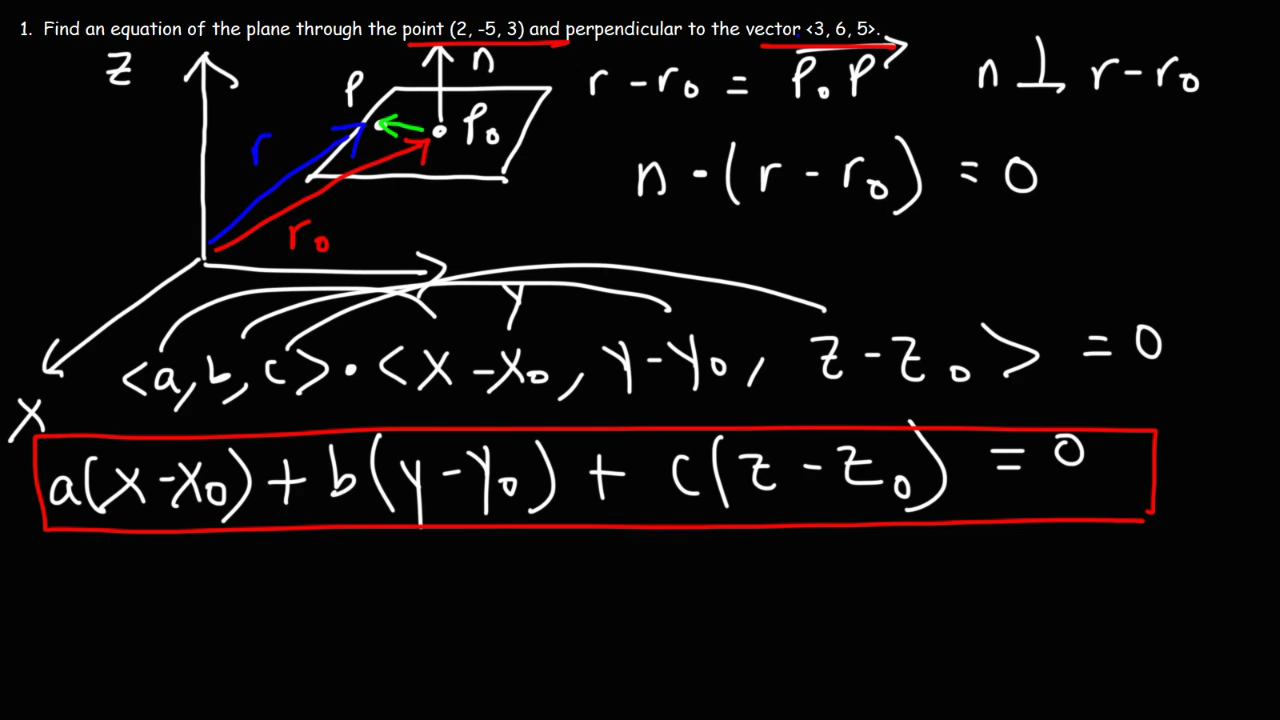 1. Find an equation of the plane through the point (2, -5, 3) and perpendicular to the vector <3, 6, 5>.
z
n
P
P₀
r
r₀
r - r₀ = P₀P
n ⊥ r - r₀
n · (r - r₀) = 0
y
x
<a, b, c> · <x - x₀, y - y₀, z - z₀> = 0
a(x - x₀) + b(y - y₀) + c(z - z₀) = 0